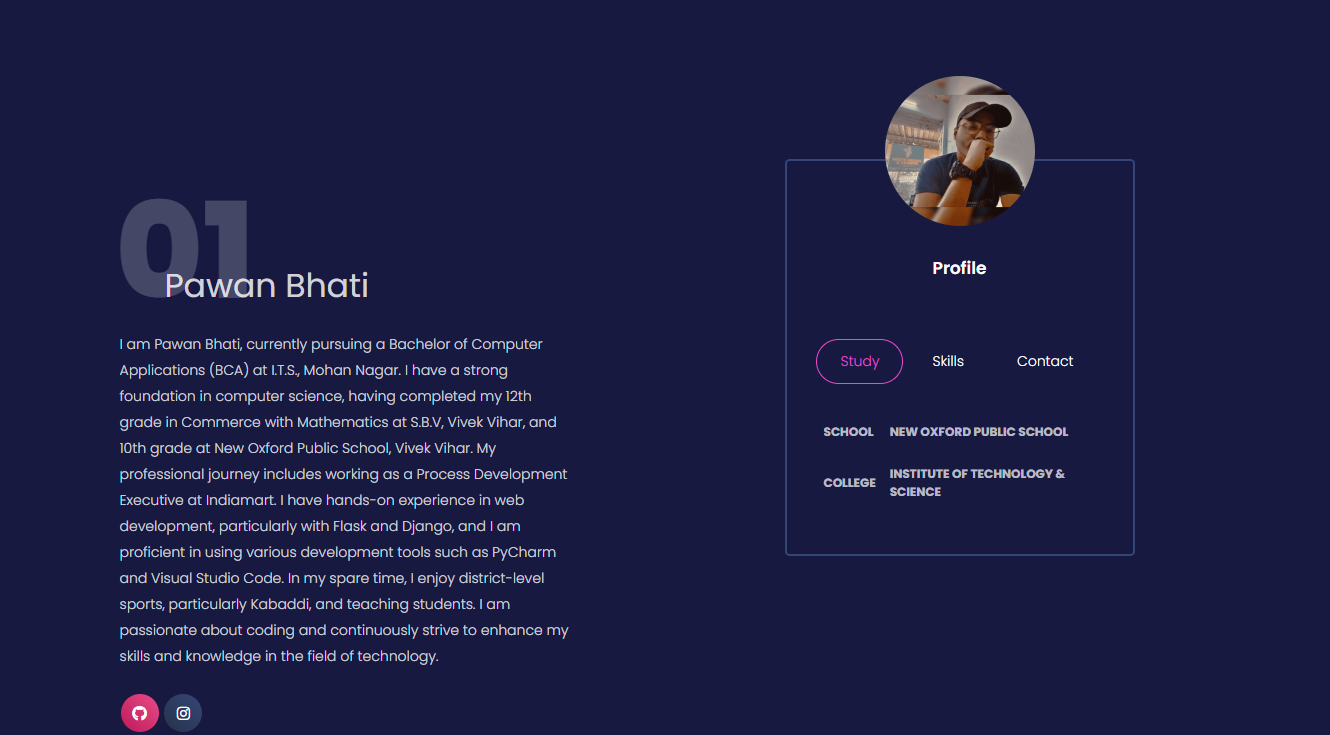 01
Pawan Bhati
I am Pawan Bhati, currently pursuing a Bachelor of Computer
Applications (BCA) at I.T.S., Mohan Nagar. I have a strong
foundation in computer science, having completed my 12th
grade in Commerce with Mathematics at S.B.V, Vivek Vihar, and
10th grade at New Oxford Public School, Vivek Vihar. My
professional journey includes working as a Process Development
Executive at Indiamart. I have hands-on experience in web
development, particularly with Flask and Django, and I am
proficient in using various development tools such as PyCharm
and Visual Studio Code. In my spare time, I enjoy district-level
sports, particularly Kabaddi, and teaching students. I am
passionate about coding and continuously strive to enhance my
skills and knowledge in the field of technology.
Profile
Study Skills Contact
SCHOOL NEW OXFORD PUBLIC SCHOOL
COLLEGE INSTITUTE OF TECHNOLOGY &
SCIENCE